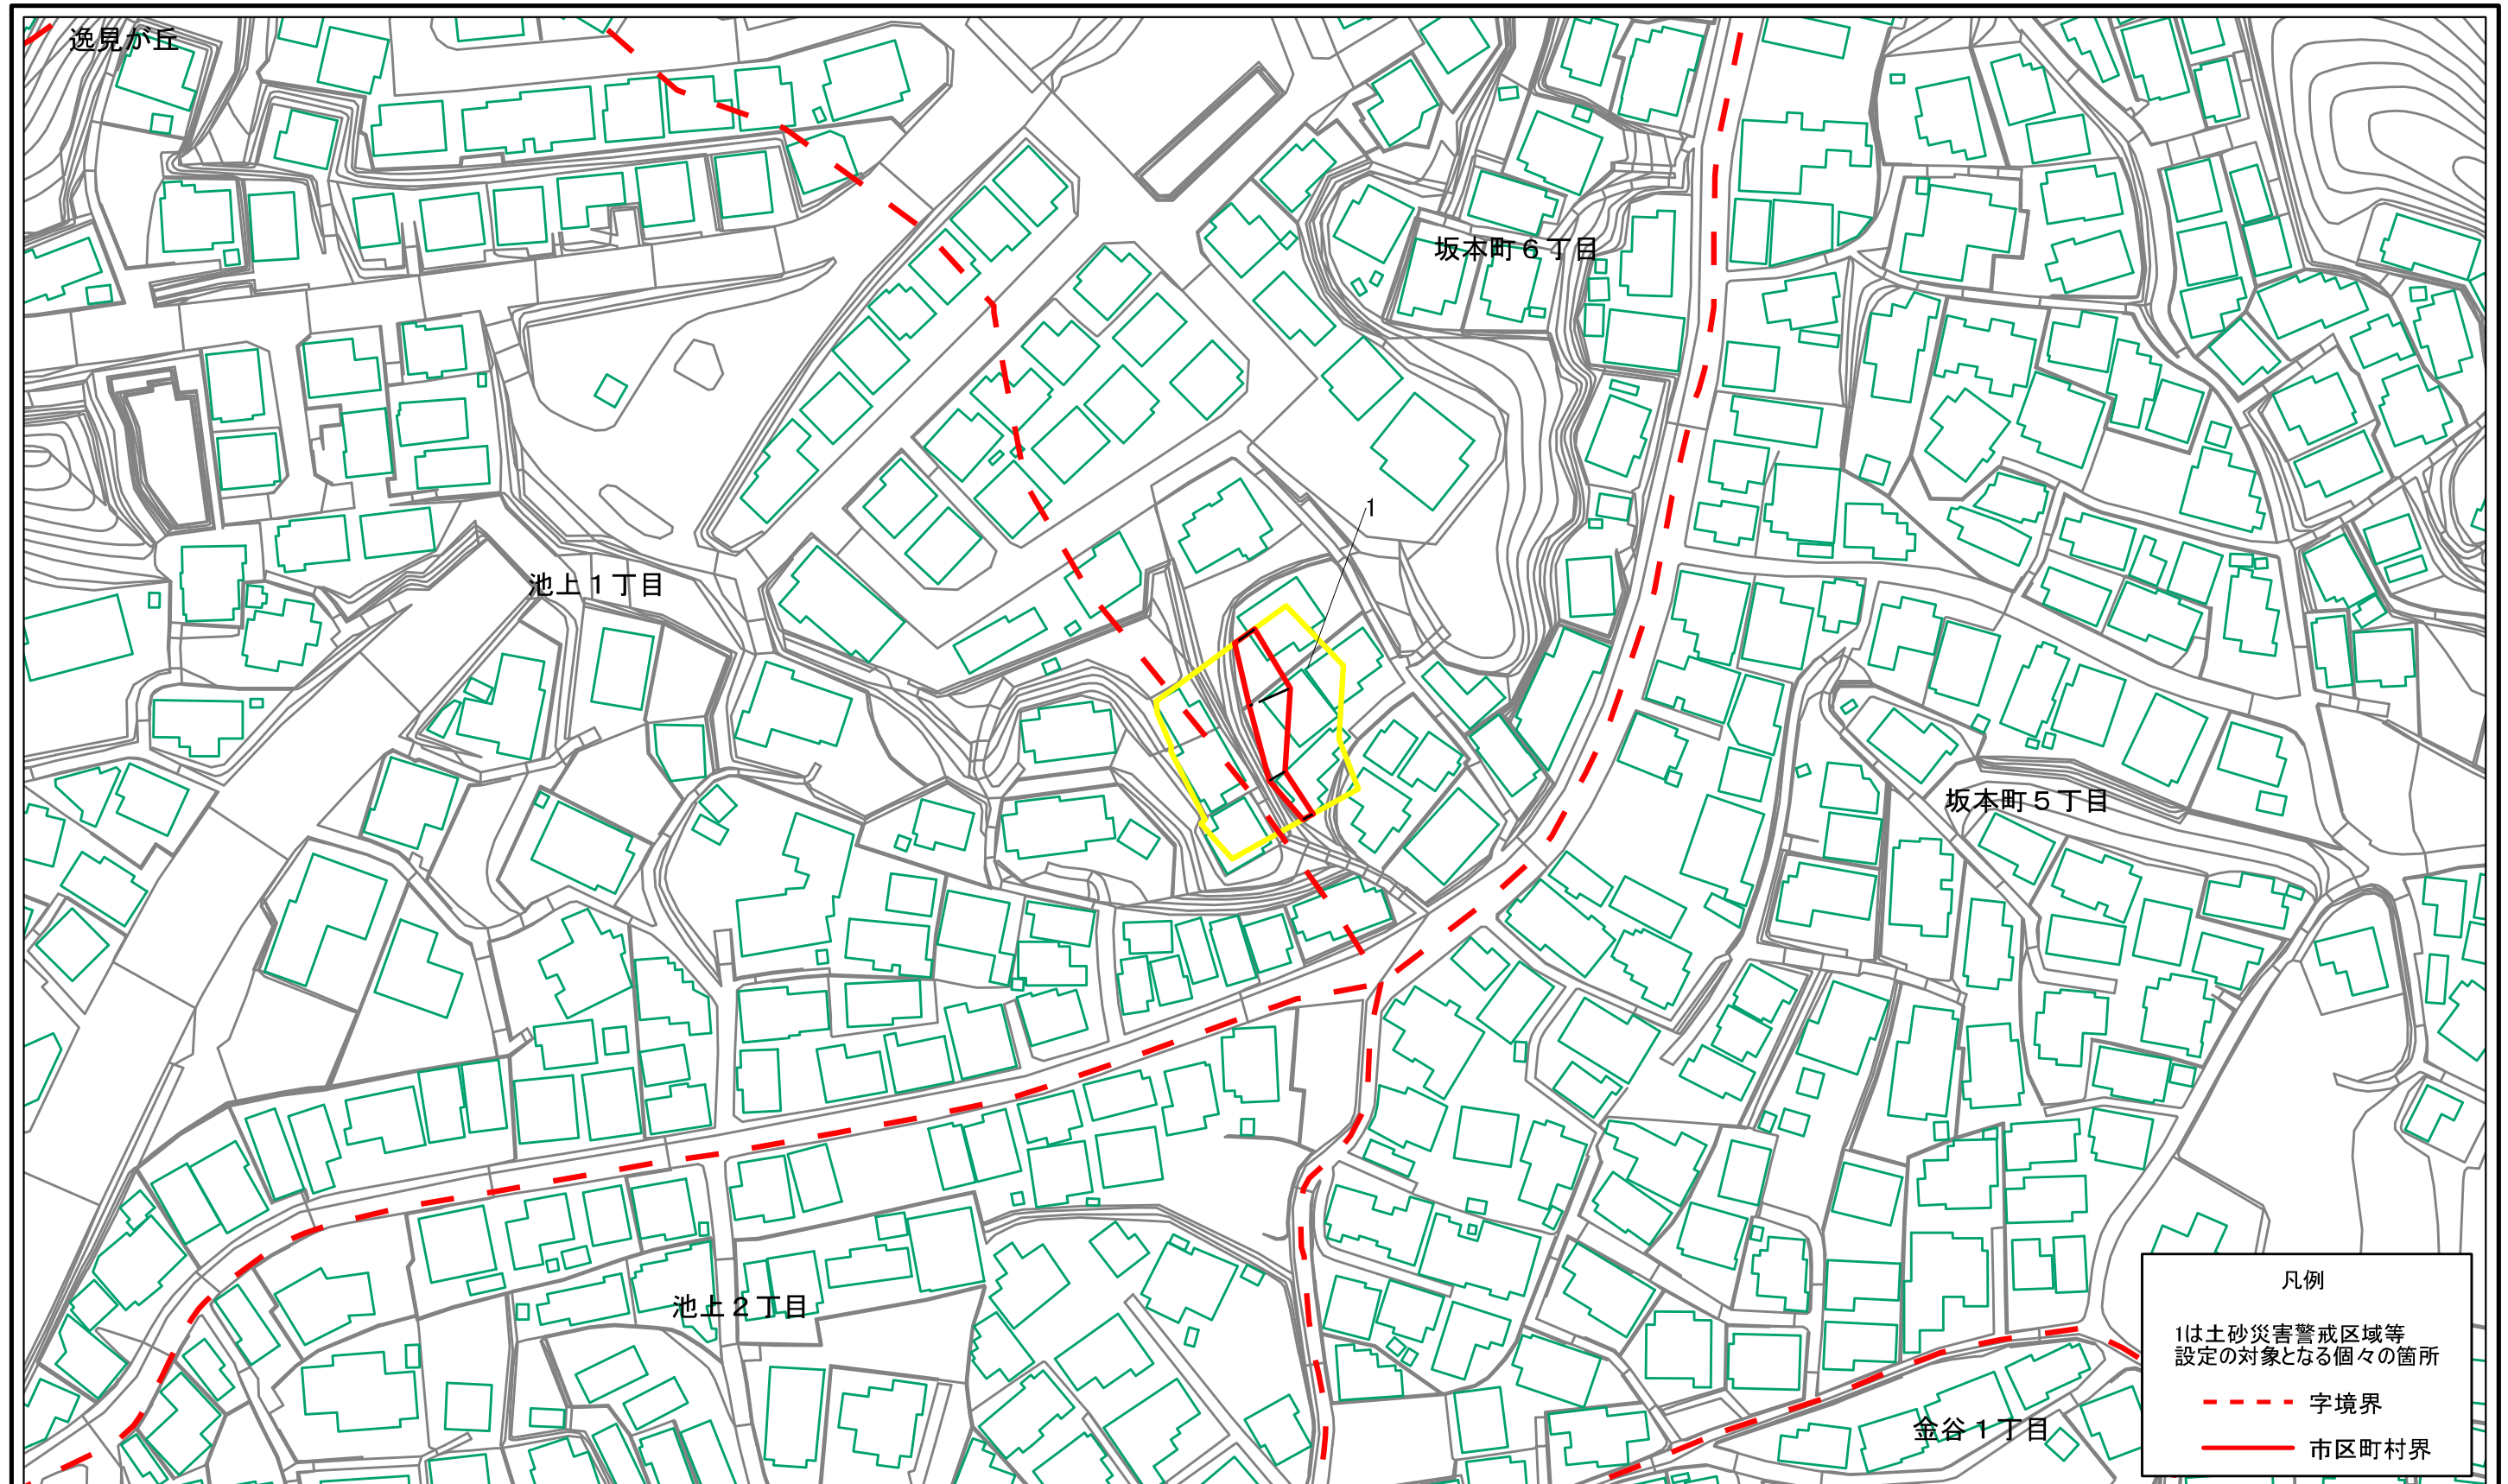 逸見が丘
坂本町６丁目
1
池上１丁目
坂本町５丁目
池上２丁目
金谷１丁目
凡例
1は土砂災害警戒区域等
設定の対象となる個々の箇所
字境界
市区町村界